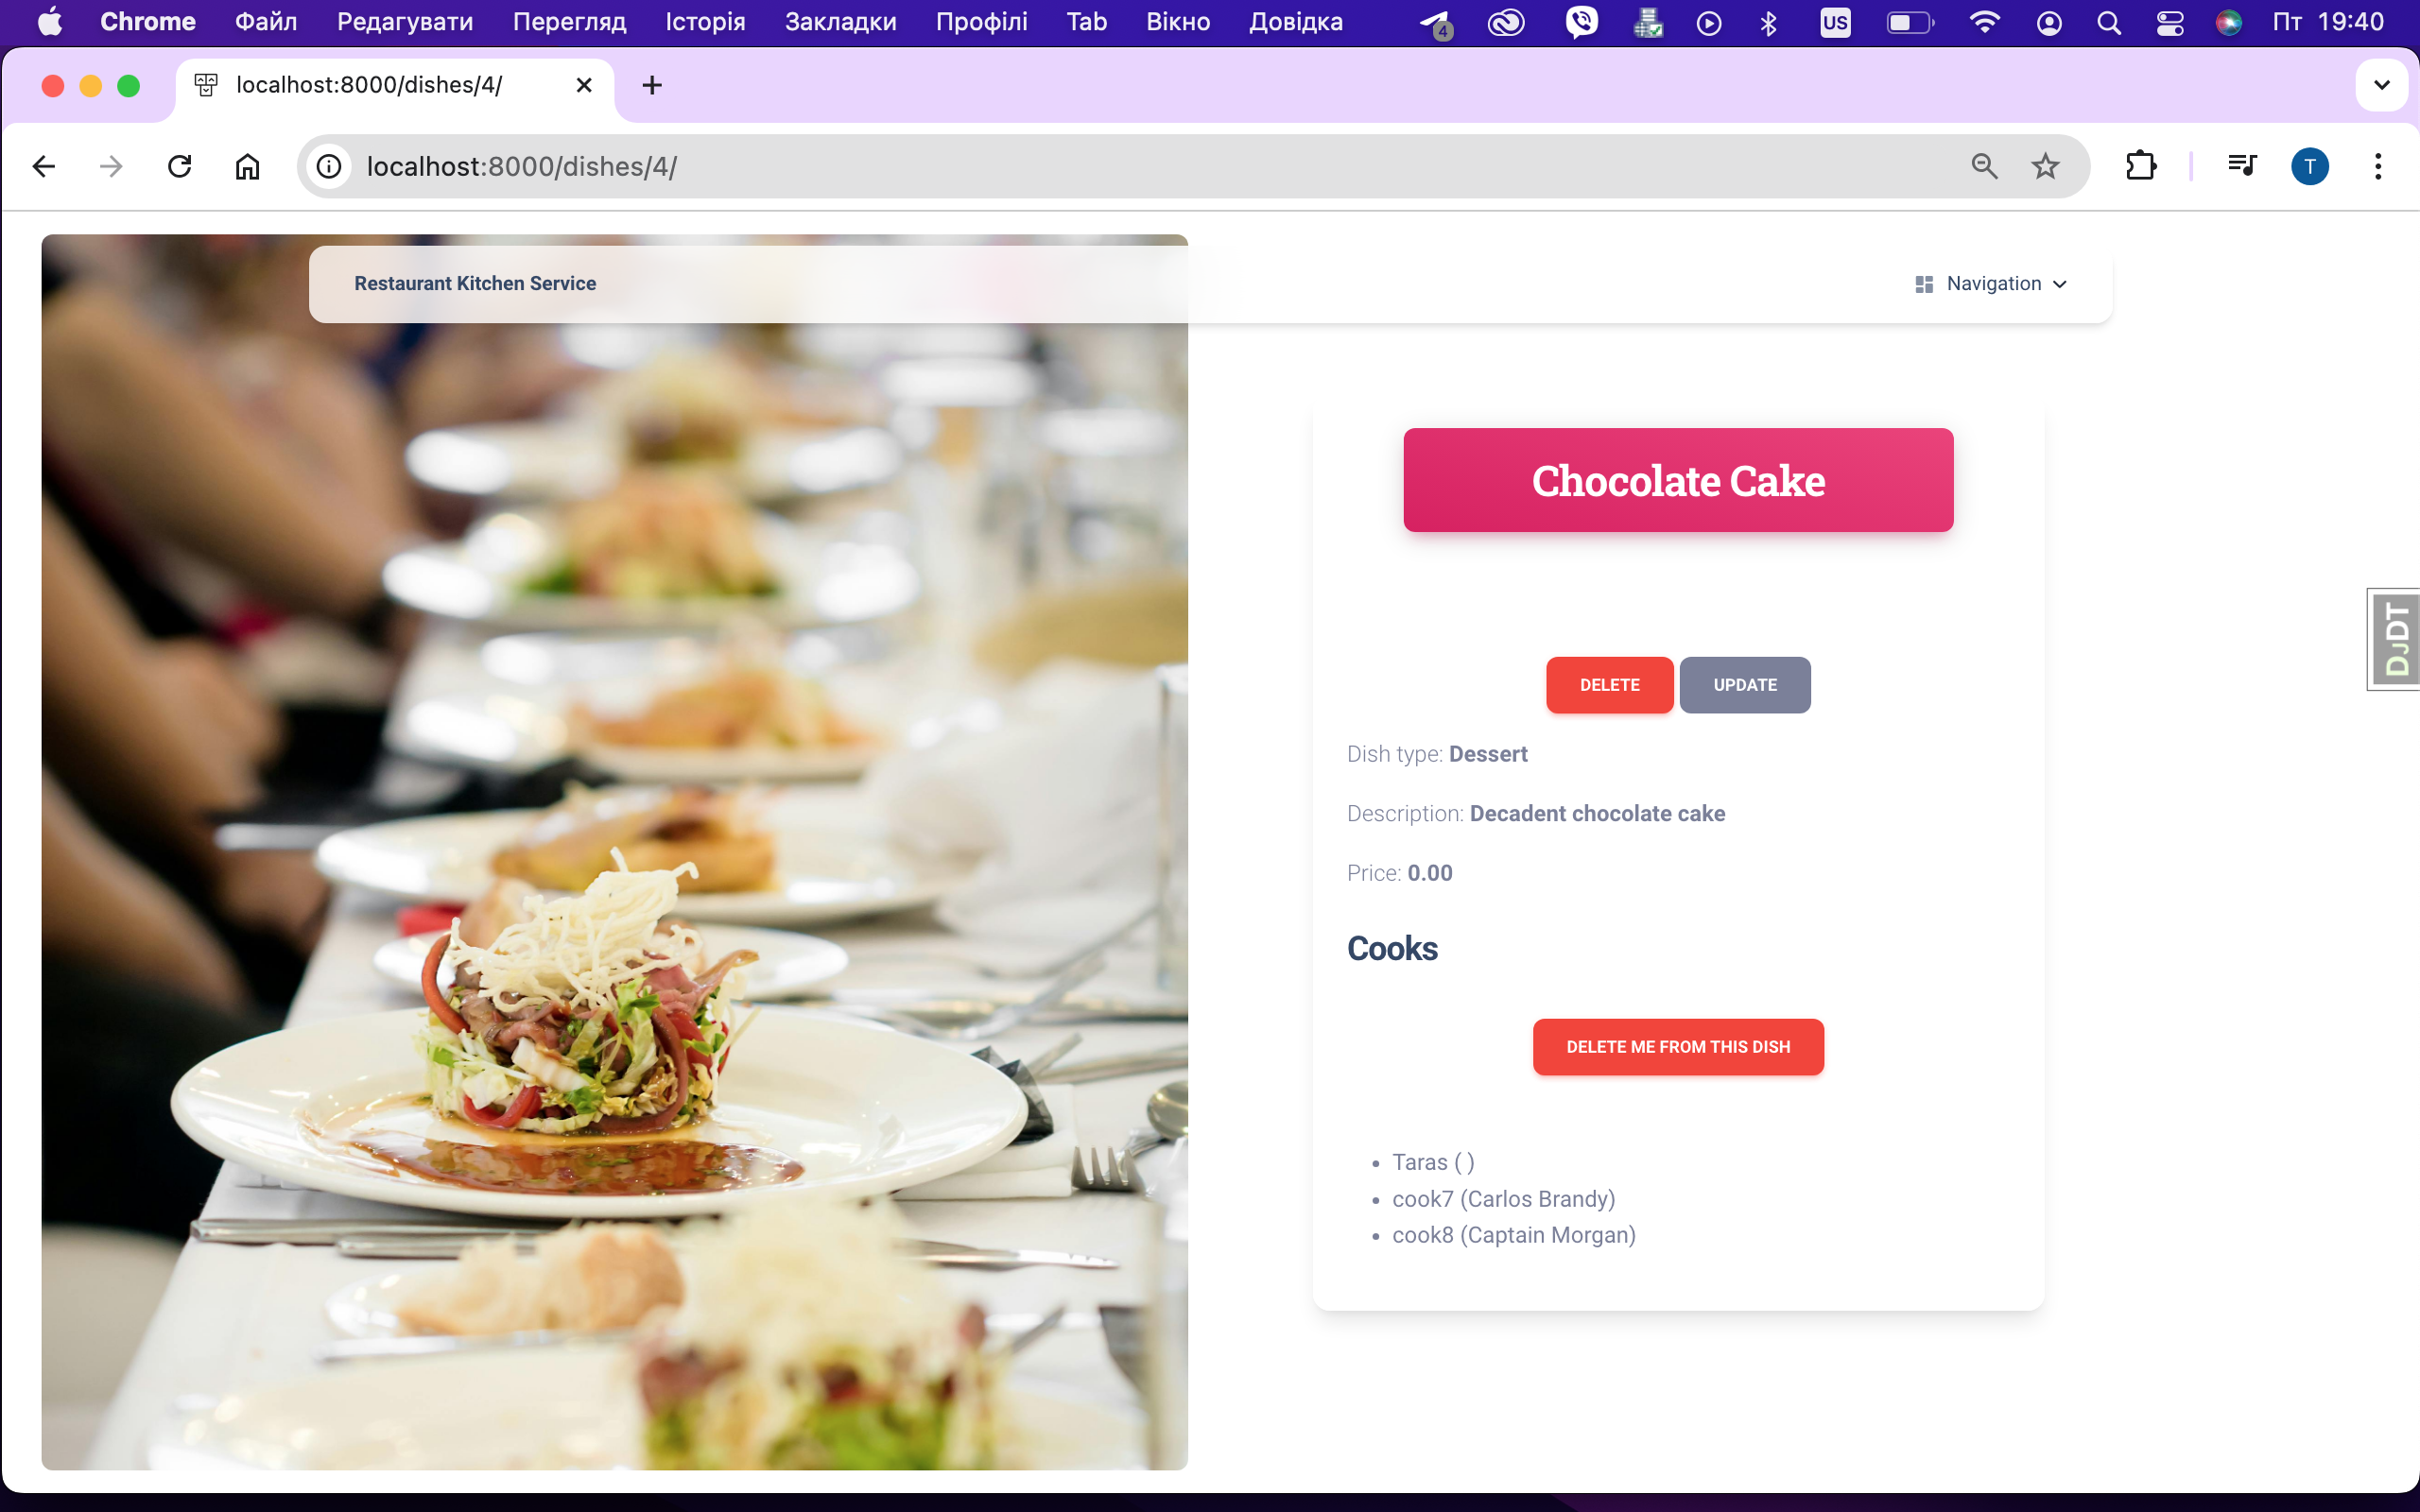 Chrome Файл Редагувати Перегляд Історія Закладки Профілі Tab Вікно Довідка 4 US Пт 19:40
localhost:8000/dishes/4/
localhost:8000/dishes/4/ T
Restaurant Kitchen Service Navigation
Chocolate Cake
DJDT
DELETE UPDATE
Dish type: Dessert
Description: Decadent chocolate cake
Price: 0.00
Cooks
DELETE ME FROM THIS DISH
• Taras ( )
• cook7 (Carlos Brandy)
• cook8 (Captain Morgan)